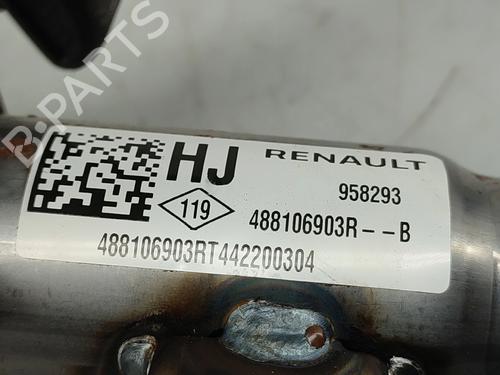 B-PARTS
HJ RENAULT
958293
119 488106903R--B
488106903RT442200304